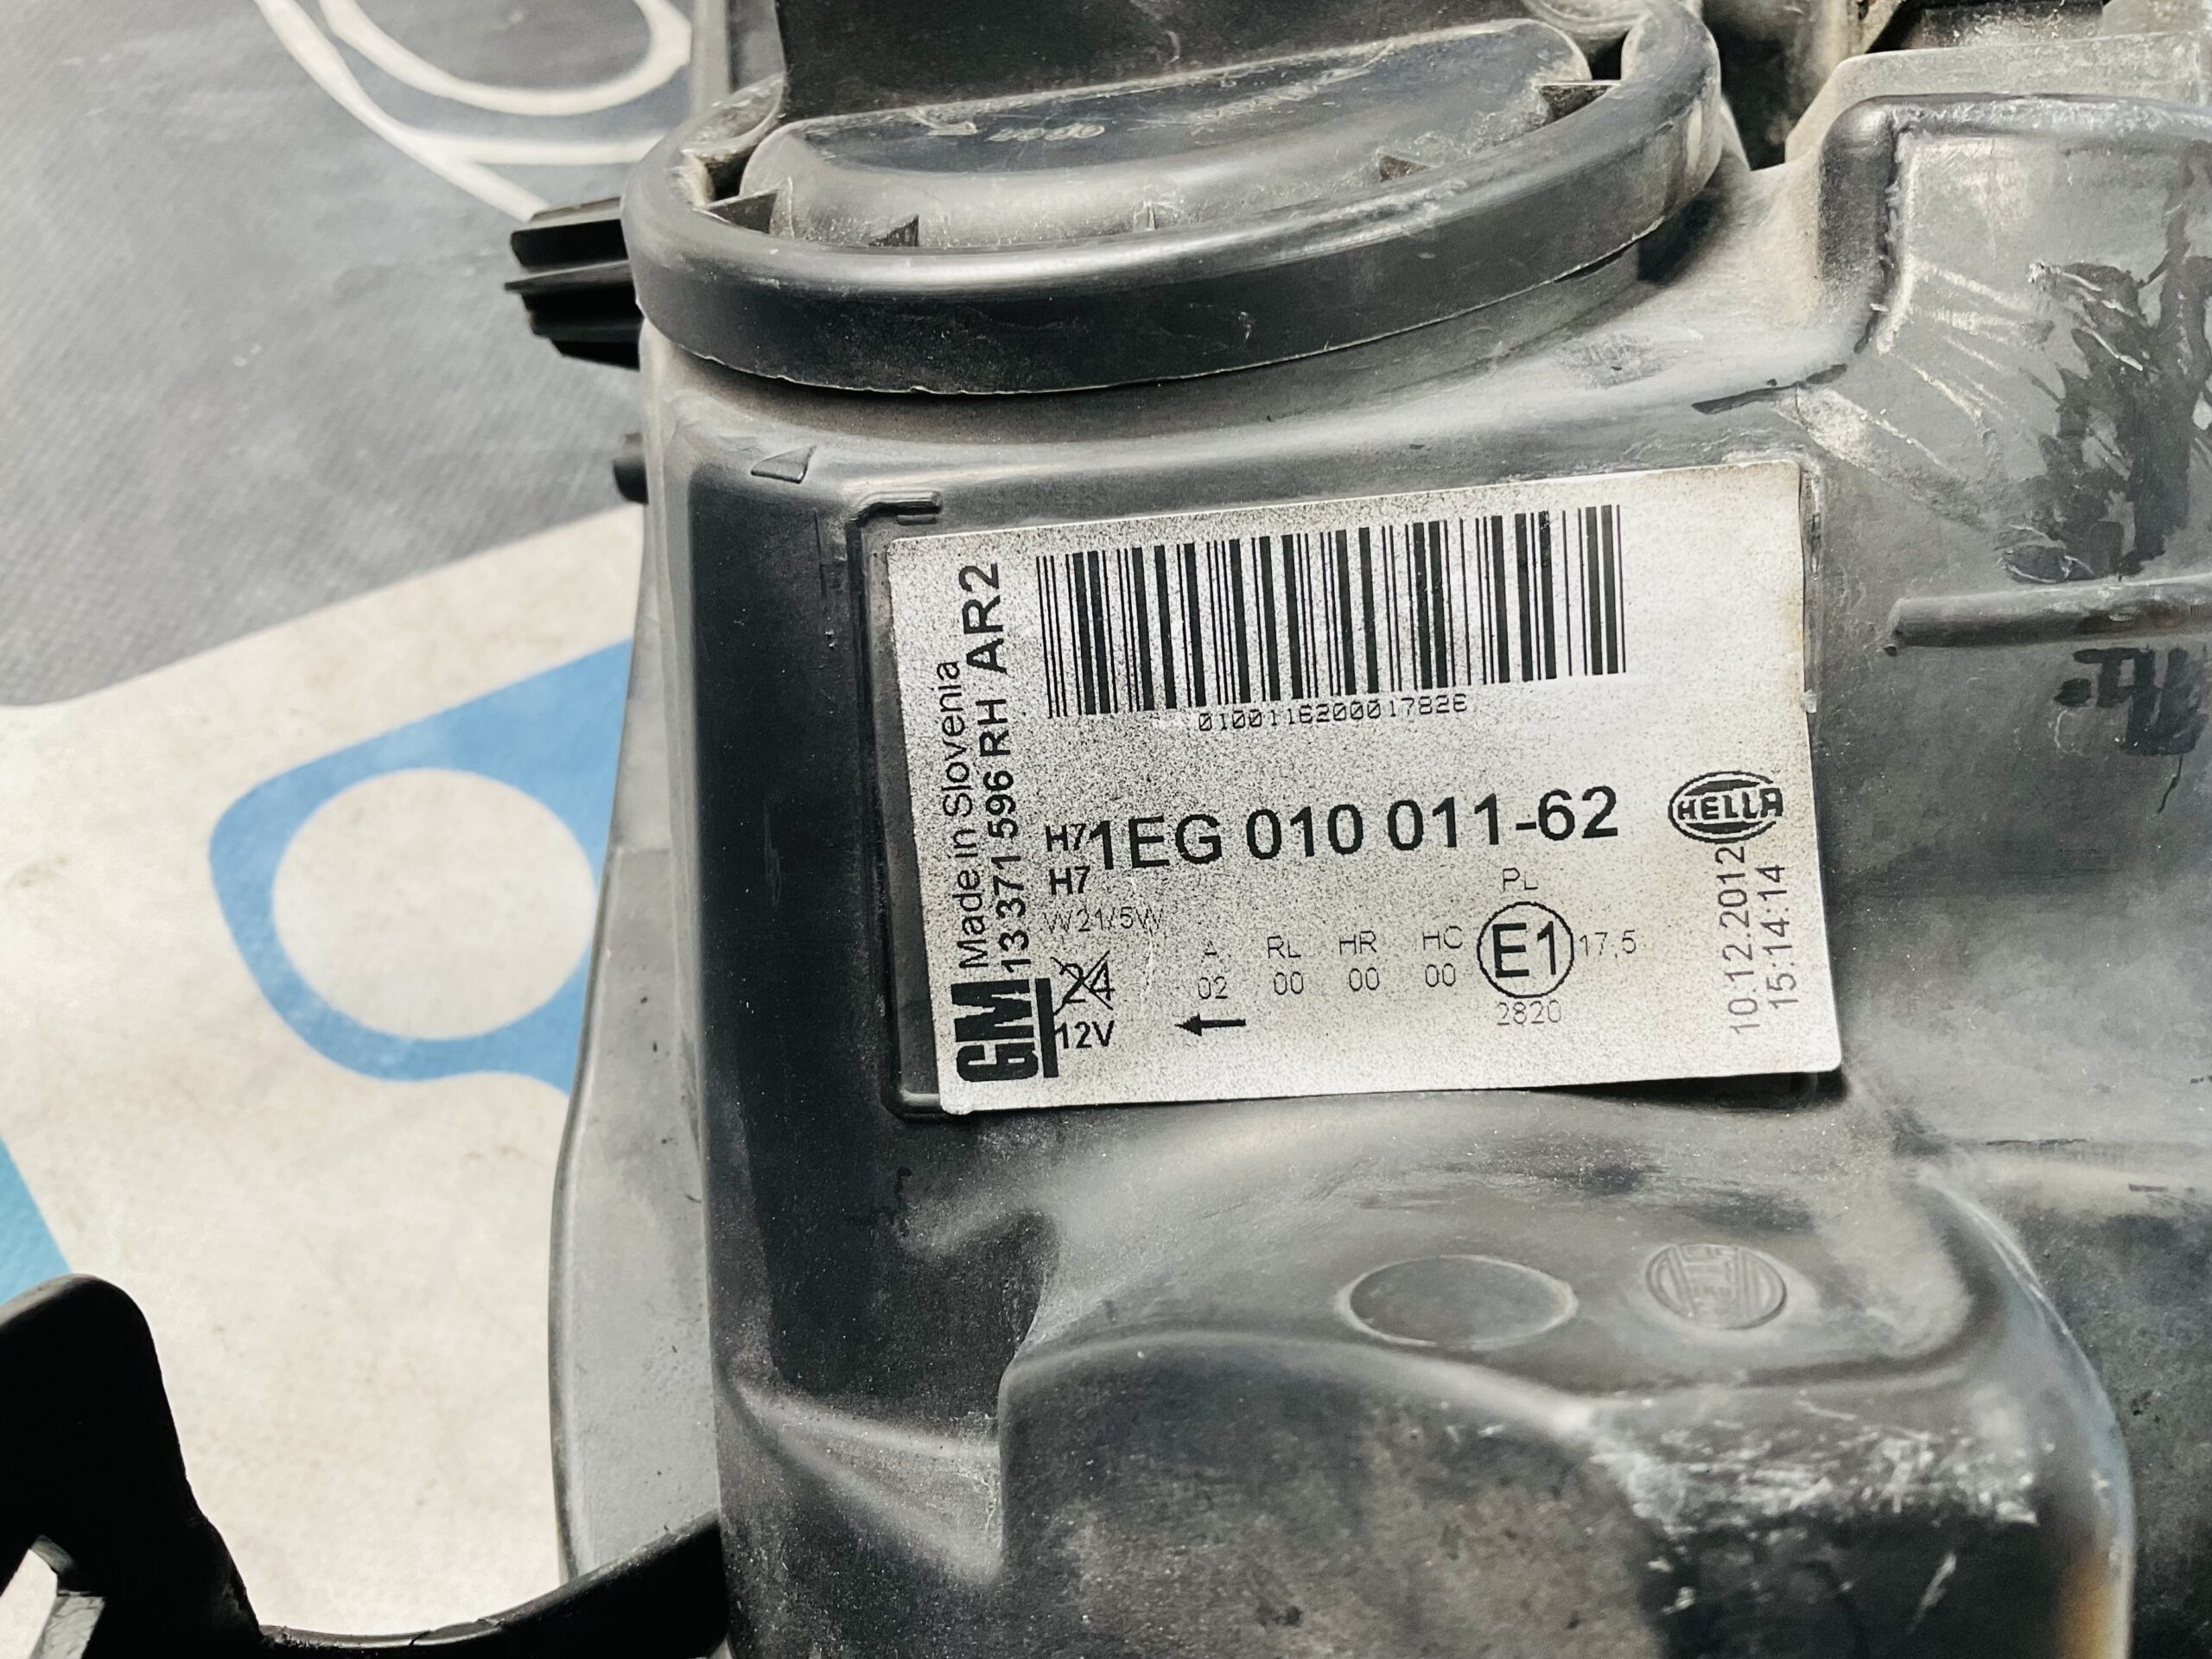 0100116200017826
Made in Slovenia
13 371 596 RH AR2
GM
H7 1EG 010 011-62
H7
HELLA
W21/5W
PL
24
12V
A RL HR HC
02 00 00 00
E1 17.5
2820
10.12.2012
15:14:14